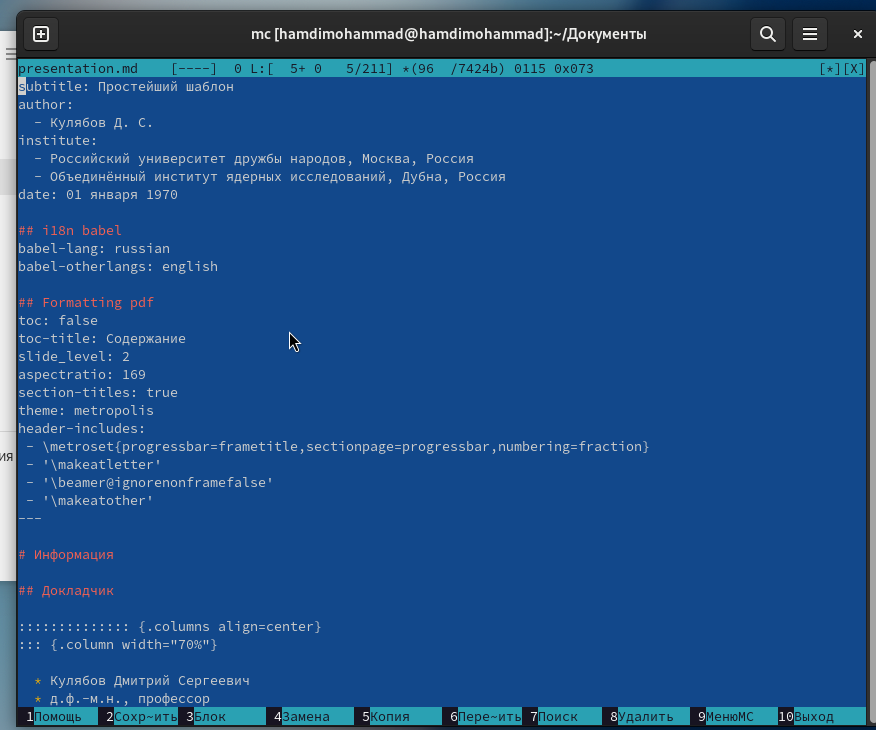 mc [hamdimohammad@hamdimohammad]:~/Документы
presentation.md    [----]  0 L:[  5+ 0   5/211] *(96  /7424b) 0115 0x073    [*][X]
subtitle: Простейший шаблон
author:
  - Кулябов Д. С.
institute:
  - Российский университет дружбы народов, Москва, Россия
  - Объединённый институт ядерных исследований, Дубна, Россия
date: 01 января 1970
## i18n babel
babel-lang: russian
babel-otherlangs: english
## Formatting pdf
toc: false
toc-title: Содержание
slide_level: 2
aspectratio: 169
section-titles: true
theme: metropolis
header-includes:
 - \metroset{progressbar=frametitle,sectionpage=progressbar,numbering=fraction}
 - '\makeatletter'
 - '\beamer@ignorenonframefalse'
 - '\makeatother'
---
# Информация
## Докладчик
:::::::::::::: {.columns align=center}
::: {.column width="70%"}
  * Кулябов Дмитрий Сергеевич
  * д.ф.-м.н., профессор
ия
1Помощь 2Сохр~ить 3Блок 4Замена 5Копия 6Пере~ить 7Поиск 8Удалить 9МенюМС 10Выход